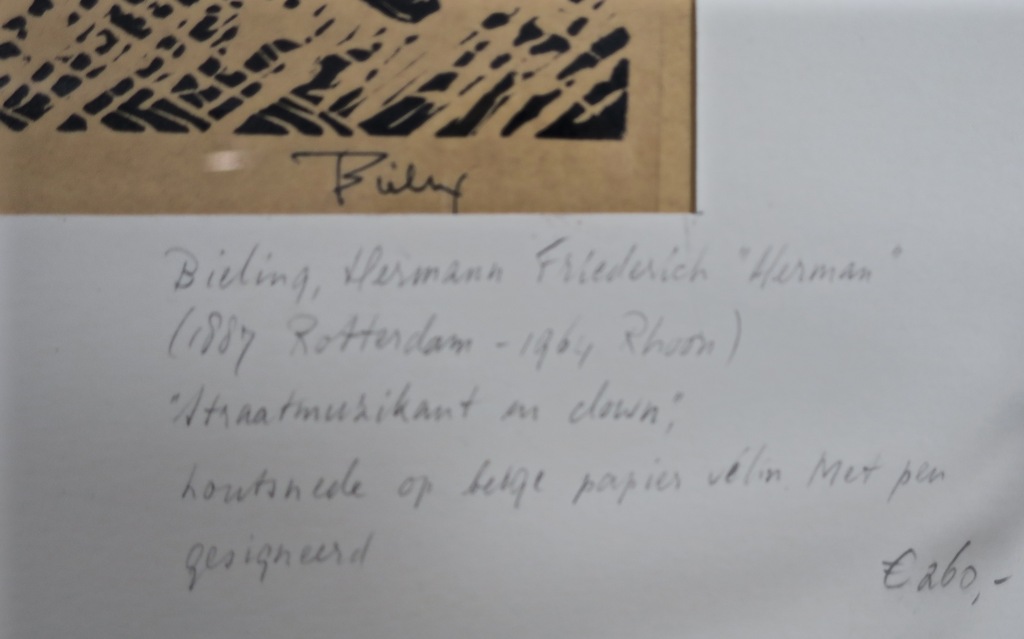 Bieling
Bieling, Hermann Friederich "Herman"
(1887 Rotterdam - 1964 Rhoon)
"Straatmuzikant en clown",
houtsnede op beige papier vélin. Met pen
gesigneerd
€ 260,-